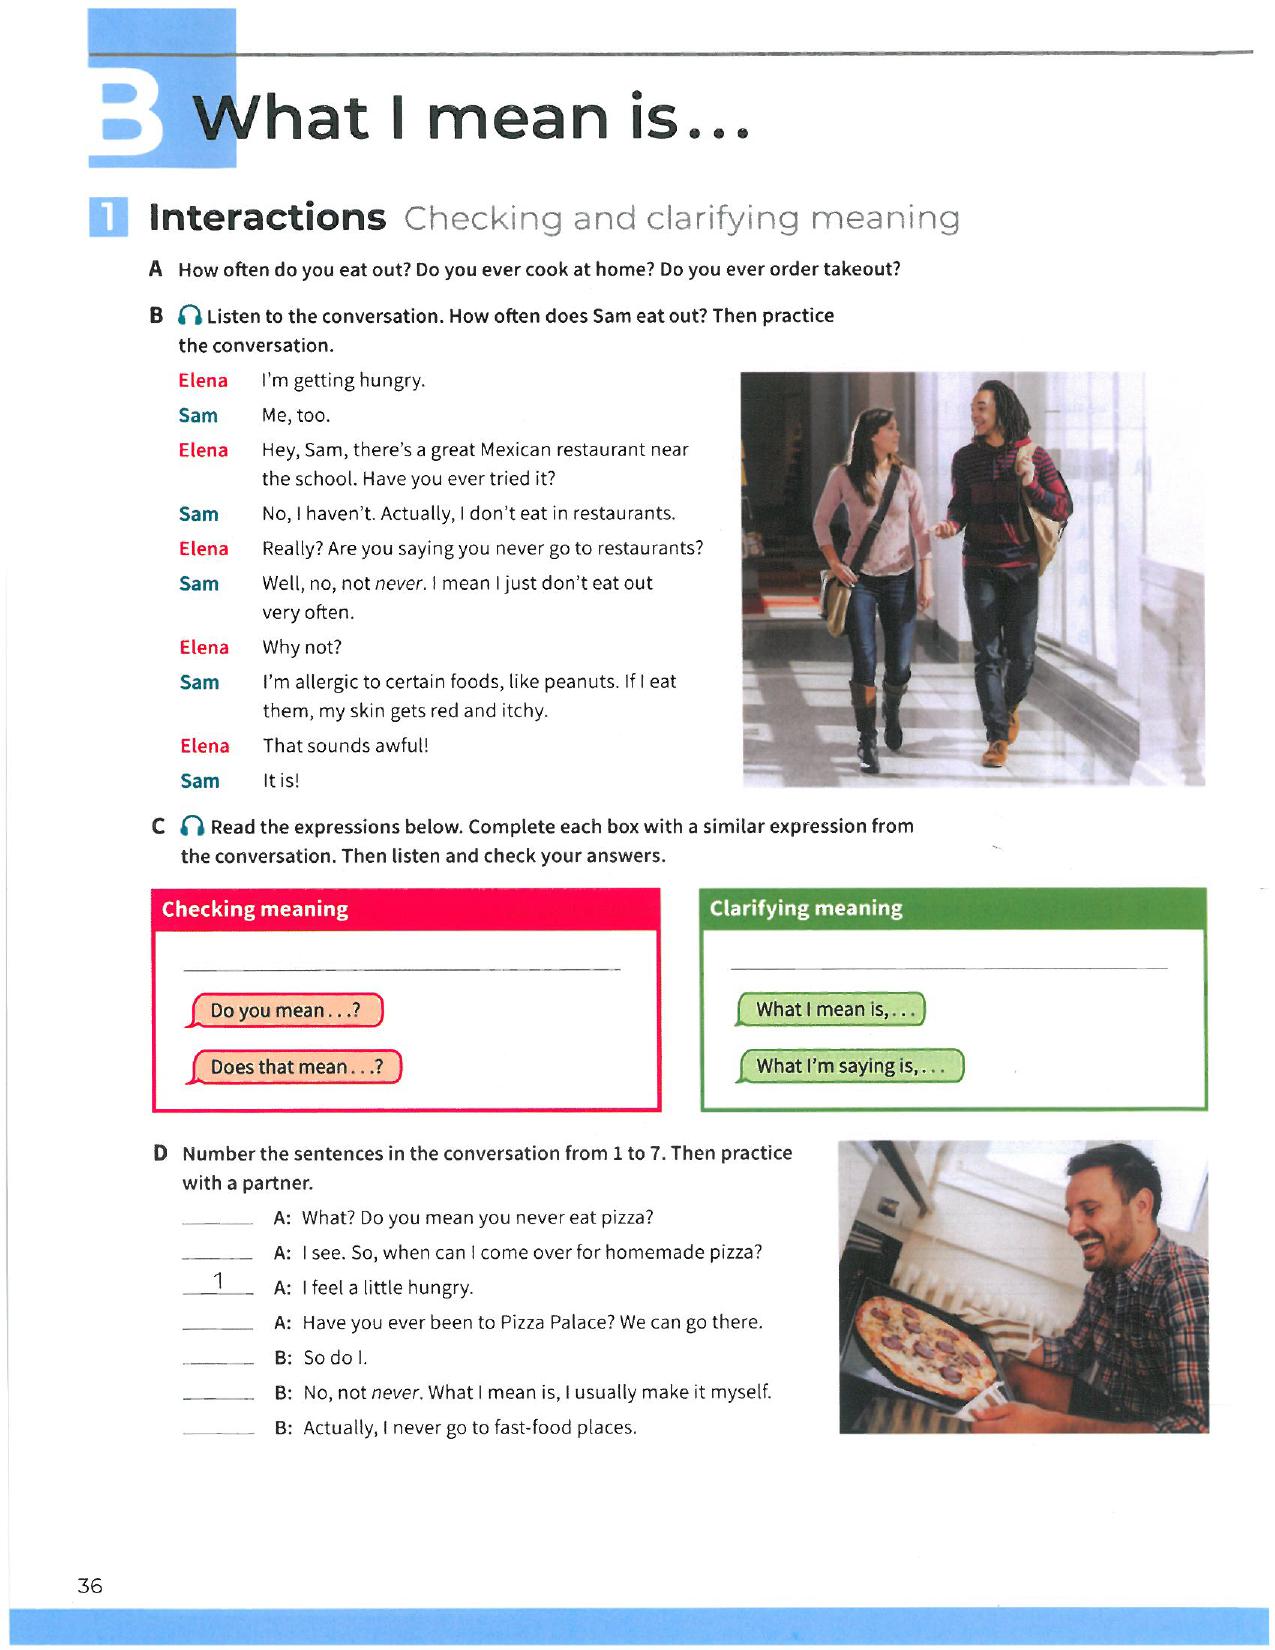 B What I mean is...
1 Interactions Checking and clarifying meaning
A How often do you eat out? Do you ever cook at home? Do you ever order takeout?
B Listen to the conversation. How often does Sam eat out? Then practice
the conversation.
Elena I'm getting hungry.
Sam Me, too.
Elena Hey, Sam, there's a great Mexican restaurant near
the school. Have you ever tried it?
Sam No, I haven't. Actually, I don't eat in restaurants.
Elena Really? Are you saying you never go to restaurants?
Sam Well, no, not never. I mean I just don't eat out
very often.
Elena Why not?
Sam I'm allergic to certain foods, like peanuts. If I eat
them, my skin gets red and itchy.
Elena That sounds awful!
Sam It is!
C Read the expressions below. Complete each box with a similar expression from
the conversation. Then listen and check your answers.
Checking meaning
Do you mean...?
Does that mean...?
Clarifying meaning
What I mean is,...
What I'm saying is,...
D Number the sentences in the conversation from 1 to 7. Then practice
with a partner.
A: What? Do you mean you never eat pizza?
A: I see. So, when can I come over for homemade pizza?
1 A: I feel a little hungry.
A: Have you ever been to Pizza Palace? We can go there.
B: So do I.
B: No, not never. What I mean is, I usually make it myself.
B: Actually, I never go to fast-food places.
36